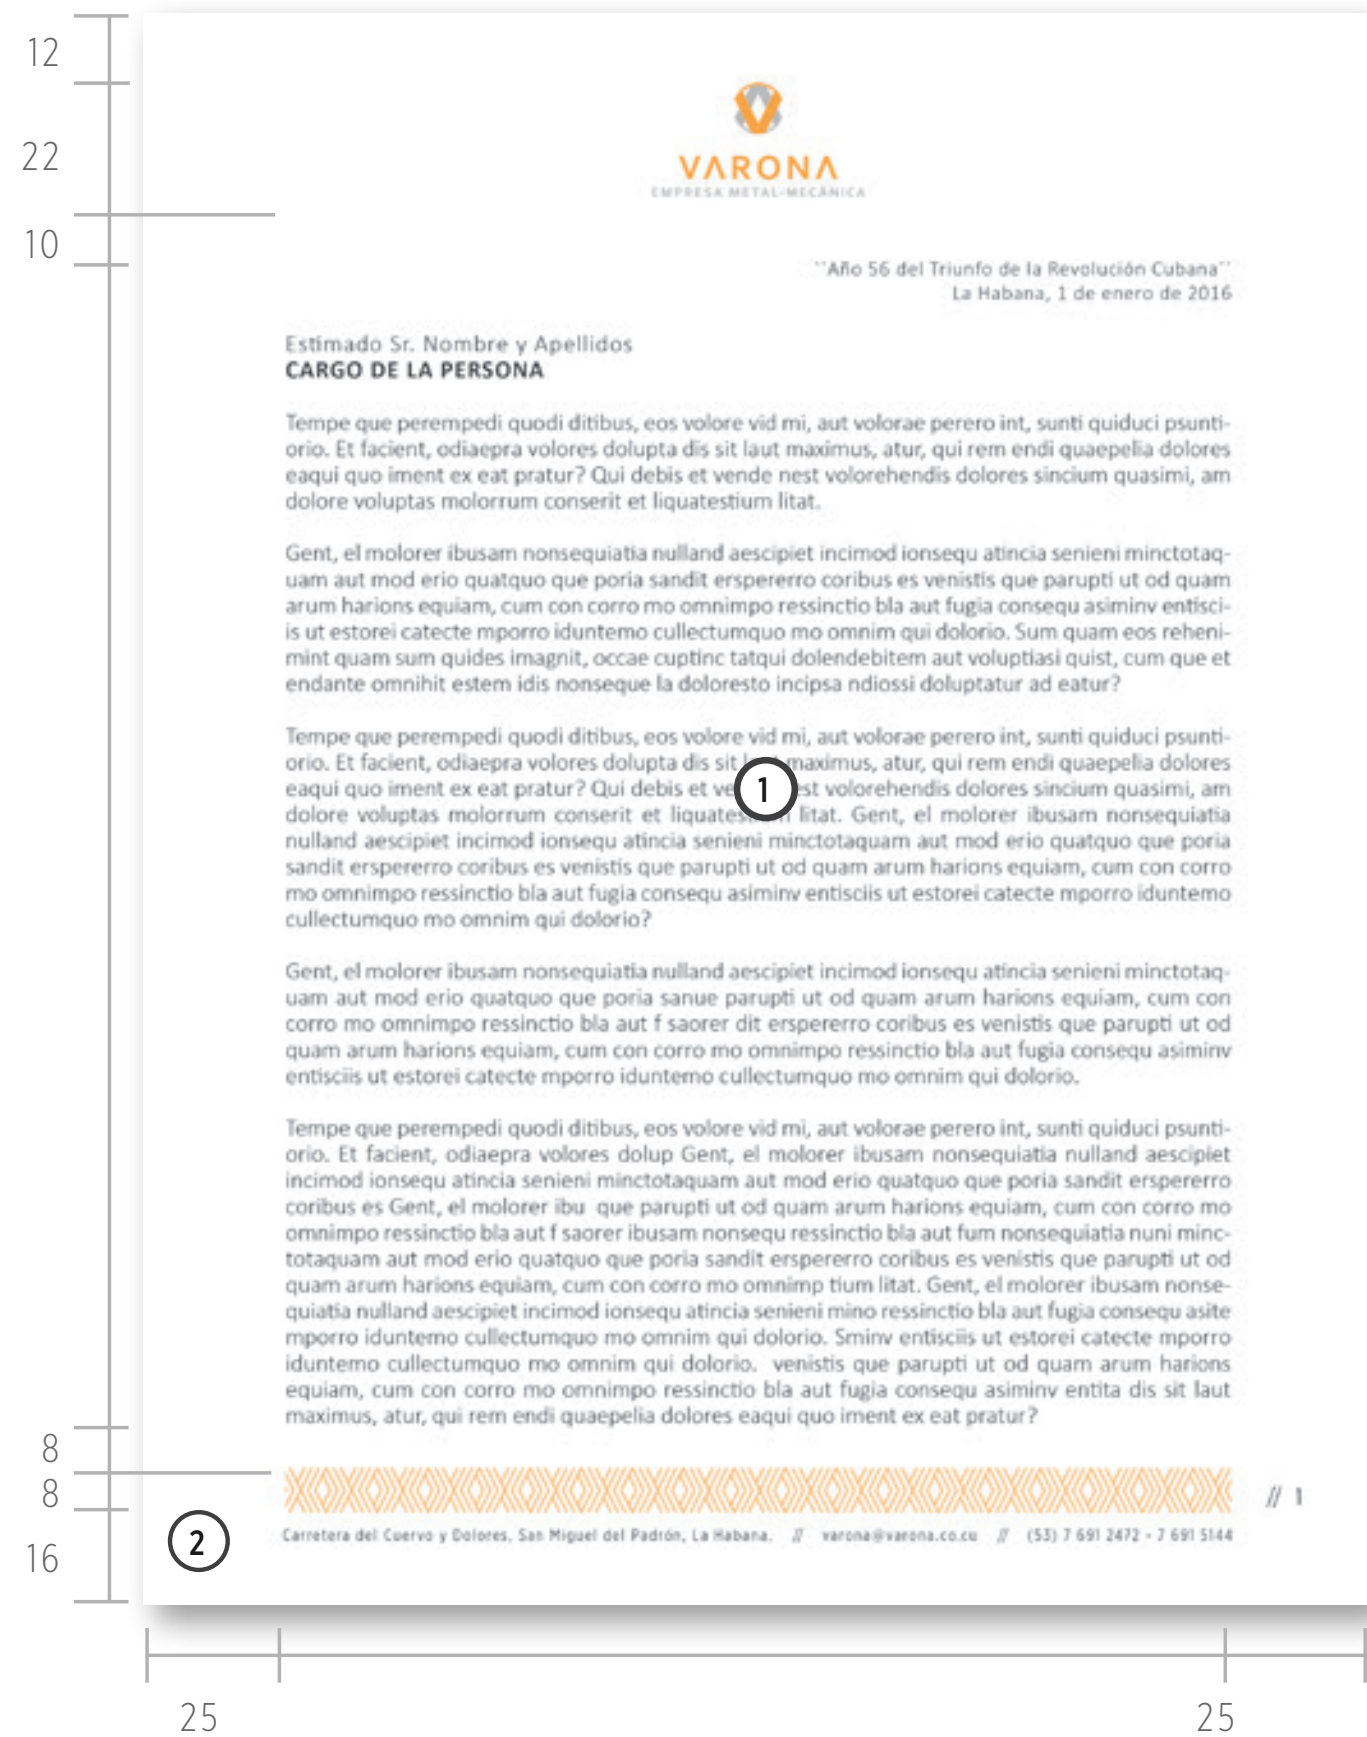 12
22
10
VARONA
EMPRESA METAL-MECÁNICA
``Año 56 del Triunfo de la Revolución Cubana´´
La Habana, 1 de enero de 2016
Estimado Sr. Nombre y Apellidos
CARGO DE LA PERSONA
Tempe que perempedi quodi ditibus, eos volore vid mi, aut volorae perero int, sunti quiduci psunti-
orio. Et facient, odiaepra volores dolupta dis sit laut maximus, atur, qui rem endi quaepelia dolores
eaqui quo iment ex eat pratur? Qui debis et vende nest volorehendis dolores sincium quasimi, am
dolore voluptas molorrum conserit et liquatestium litat.
Gent, el molorer ibusam nonsequiatia nulland aescipiet incimod ionsequ atincia senieni minctotaq-
uam aut mod erio quatquo que poria sandit erspererro coribus es venistis que parupti ut od quam
arum harions equiam, cum con corro mo omnimpo ressinctio bla aut fugia consequ asiminv entisci-
is ut estorei catecte mporro iduntemo cullectumquo mo omnim qui dolorio. Sum quam eos reheni-
mint quam sum quides imagnit, occae cuptinc tatqui dolendebitem aut voluptiasi quist, cum que et
endante omnihit estem idis nonseque la doloresto incipsa ndiossi doluptatur ad eatur?
Tempe que perempedi quodi ditibus, eos volore vid mi, aut volorae perero int, sunti quiduci psunti-
orio. Et facient, odiaepra volores dolupta dis sit maximus, atur, qui rem endi quaepelia dolores
eaqui quo iment ex eat pratur? Qui debis et ve 1 st volorehendis dolores sincium quasimi, am
dolore voluptas molorrum conserit et liquates litat. Gent, el molorer ibusam nonsequiatia
nulland aescipiet incimod ionsequ atincia senieni minctotaquam aut mod erio quatquo que poria
sandit erspererro coribus es venistis que parupti ut od quam arum harions equiam, cum con corro
mo omnimpo ressinctio bla aut fugia consequ asiminv entisciis ut estorei catecte mporro iduntemo
cullectumquo mo omnim qui dolorio?
Gent, el molorer ibusam nonsequiatia nulland aescipiet incimod ionsequ atincia senieni minctotaq-
uam aut mod erio quatquo que poria sanue parupti ut od quam arum harions equiam, cum con
corro mo omnimpo ressinctio bla aut f saorer dit erspererro coribus es venistis que parupti ut od
quam arum harions equiam, cum con corro mo omnimpo ressinctio bla aut fugia consequ asiminv
entisciis ut estorei catecte mporro iduntemo cullectumquo mo omnim qui dolorio.
Tempe que perempedi quodi ditibus, eos volore vid mi, aut volorae perero int, sunti quiduci psunti-
orio. Et facient, odiaepra volores dolup Gent, el molorer ibusam nonsequiatia nulland aescipiet
incimod ionsequ atincia senieni minctotaquam aut mod erio quatquo que poria sandit erspererro
coribus es Gent, el molorer ibu que parupti ut od quam arum harions equiam, cum con corro mo
omnimpo ressinctio bla aut f saorer ibusam nonsequ ressinctio bla aut fum nonsequiatia nuni minc-
totaquam aut mod erio quatquo que poria sandit erspererro coribus es venistis que parupti ut od
quam arum harions equiam, cum con corro mo omnimp tium litat. Gent, el molorer ibusam nonse-
quiatia nulland aescipiet incimod ionsequ atincia senieni mino ressinctio bla aut fugia consequ asite
mporro iduntemo cullectumquo mo omnim qui dolorio. Sminv entisciis ut estorei catecte mporro
iduntemo cullectumquo mo omnim qui dolorio. venistis que parupti ut od quam arum harions
equiam, cum con corro mo omnimpo ressinctio bla aut fugia consequ asiminv entita dis sit laut
maximus, atur, qui rem endi quaepelia dolores eaqui quo iment ex eat pratur?
8
8
// 1
2
Carretera del Cuervo y Dolores, San Miguel del Padrón, La Habana. // varona@varona.co.cu // (53) 7 691 2472 - 7 691 5144
16
25
25